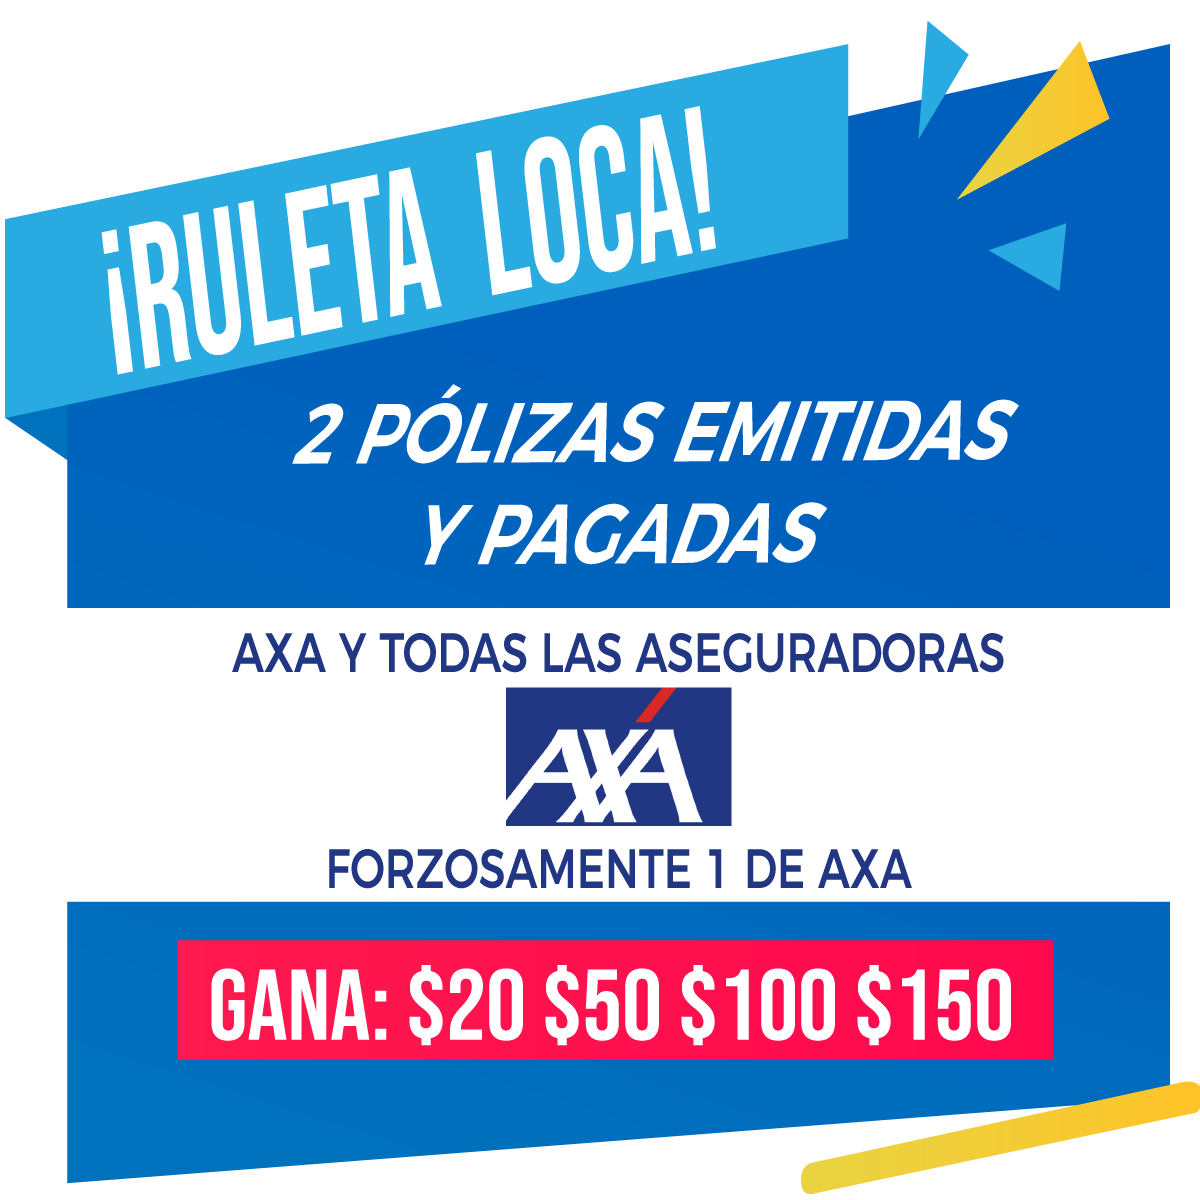 ¡RULETA LOCA!
2 PÓLIZAS EMITIDAS
Y PAGADAS
AXA Y TODAS LAS ASEGURADORAS
AXA
FORZOSAMENTE 1 DE AXA
GANA: $20 $50 $100 $150